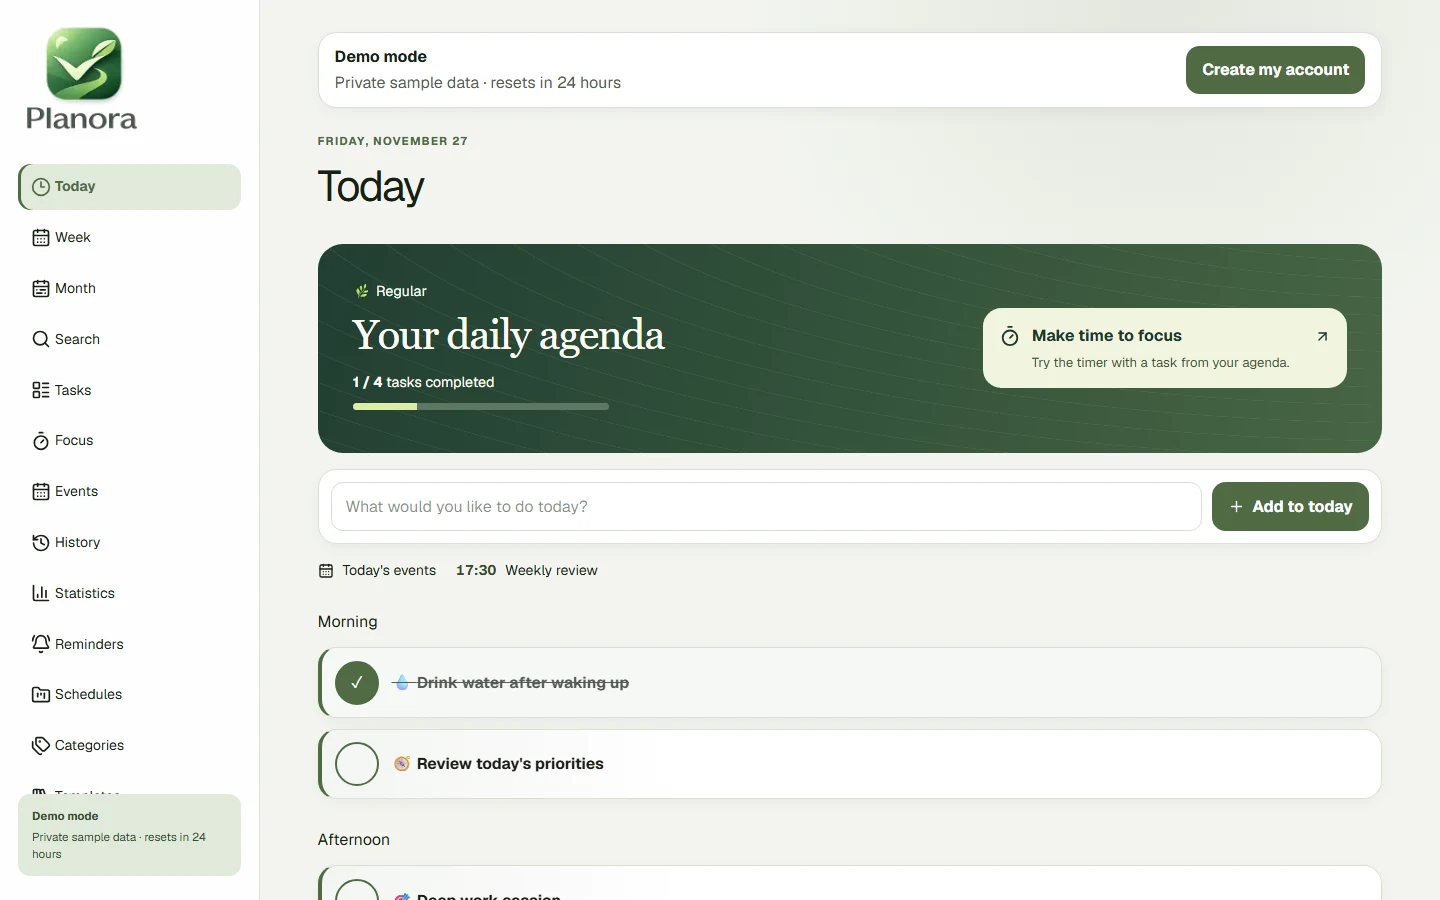 Planora
Today
Week
Month
Search
Tasks
Focus
Events
History
Statistics
Reminders
Schedules
Categories
Templates
Demo mode
Private sample data · resets in 24
hours
Demo mode
Private sample data · resets in 24 hours
Create my account
FRIDAY, NOVEMBER 27
Today
Regular
Your daily agenda
1 / 4 tasks completed
Make time to focus
Try the timer with a task from your agenda.
What would you like to do today?
+ Add to today
Today's events 17:30 Weekly review
Morning
Drink water after waking up
Review today's priorities
Afternoon
Deep work session